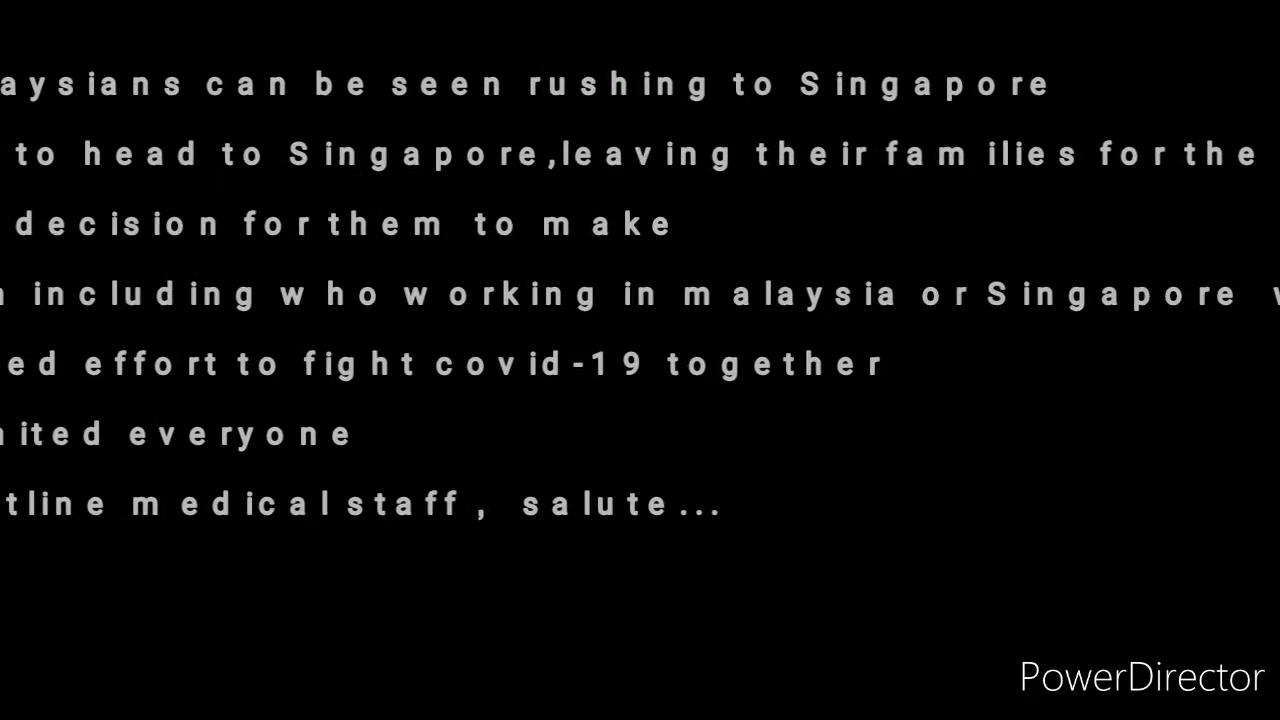 aysians can be seen rushing to Singapore
to head to Singapore,leaving their families for the
decision for them to make
including who working in malaysia or Singapore
ed effort to fight covid-19 together
ited everyone
tline medical staff, salute...
PowerDirector